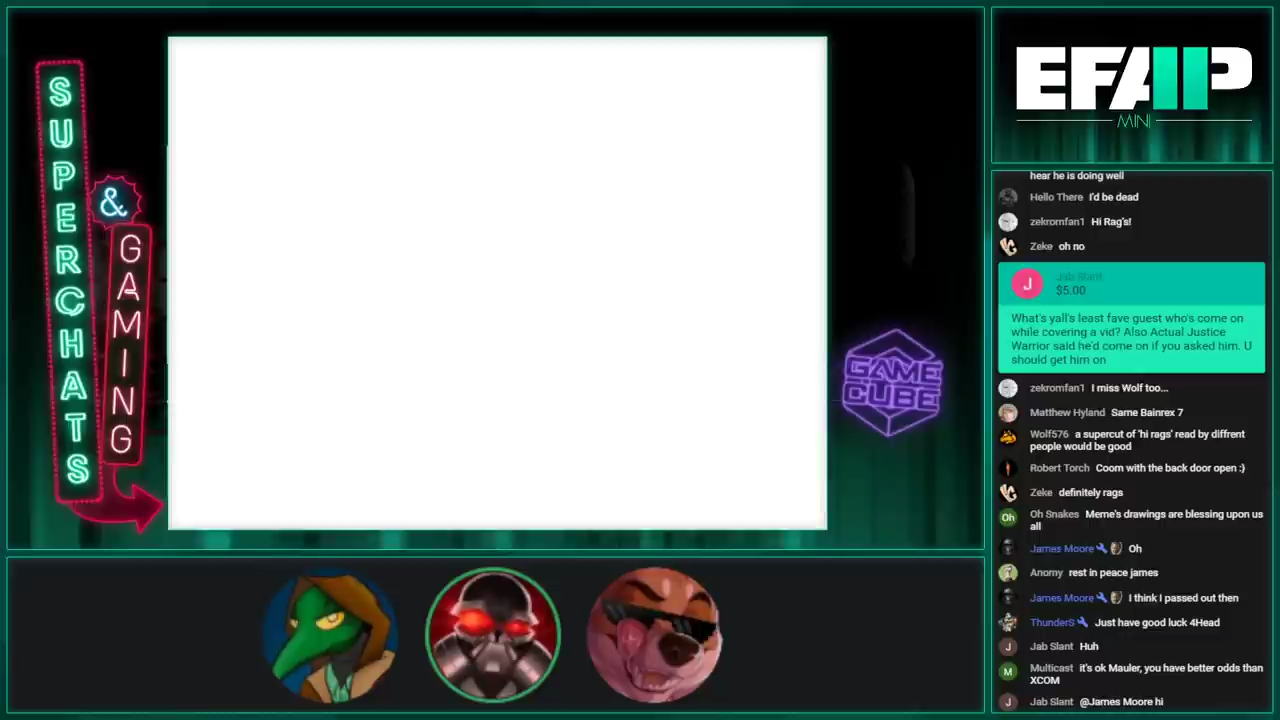 SUPERCHATS
&
GAMING
GAME
CUBE
EFAP
MINI
hear he is doing well
Hello There I'd be dead
zekromfan1 Hi Rag's!
Zeke oh no
J
Jab Slant
$5.00
What's yall's least fave guest who's come on
while covering a vid? Also Actual Justice
Warrior said he'd come on if you asked him. U
should get him on
zekromfan1 I miss Wolf too...
Matthew Hyland Same Bainrex 7
Wolf576 a supercut of 'hi rags' read by diffrent
people would be good
Robert Torch Coom with the back door open :)
Zeke definitely rags
Oh Oh Snakes Meme's drawings are blessing upon us
all
James Moore Oh
Anomy rest in peace james
James Moore I think I passed out then
ThunderS Just have good luck 4Head
J Jab Slant Huh
M Multicast it's ok Mauler, you have better odds than
XCOM
J Jab Slant @James Moore hi